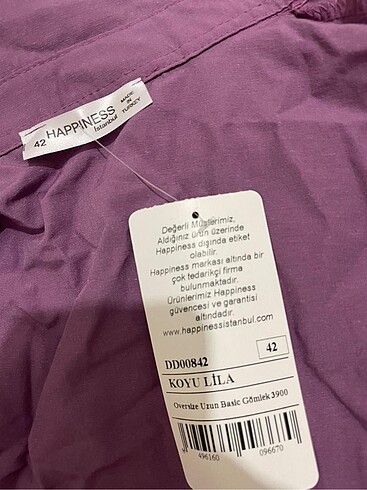 42 HAPPINESS
İstanbul
MADE IN TURKEY
Değerli Müşterimiz,
Aldığınız ürün üzerinde
Happiness dışında etiket
olabilir.
Happiness markası altında bir
çok tedarikçi firma
bulunmaktadır.
Ürünlerimiz Happiness
güvencesi ve garantisi
altındadır.
www.happinessistanbul.com
42
DD00842
KOYU LİLA
Oversize Uzun Basic Gömlek 3900
9 496160 096670